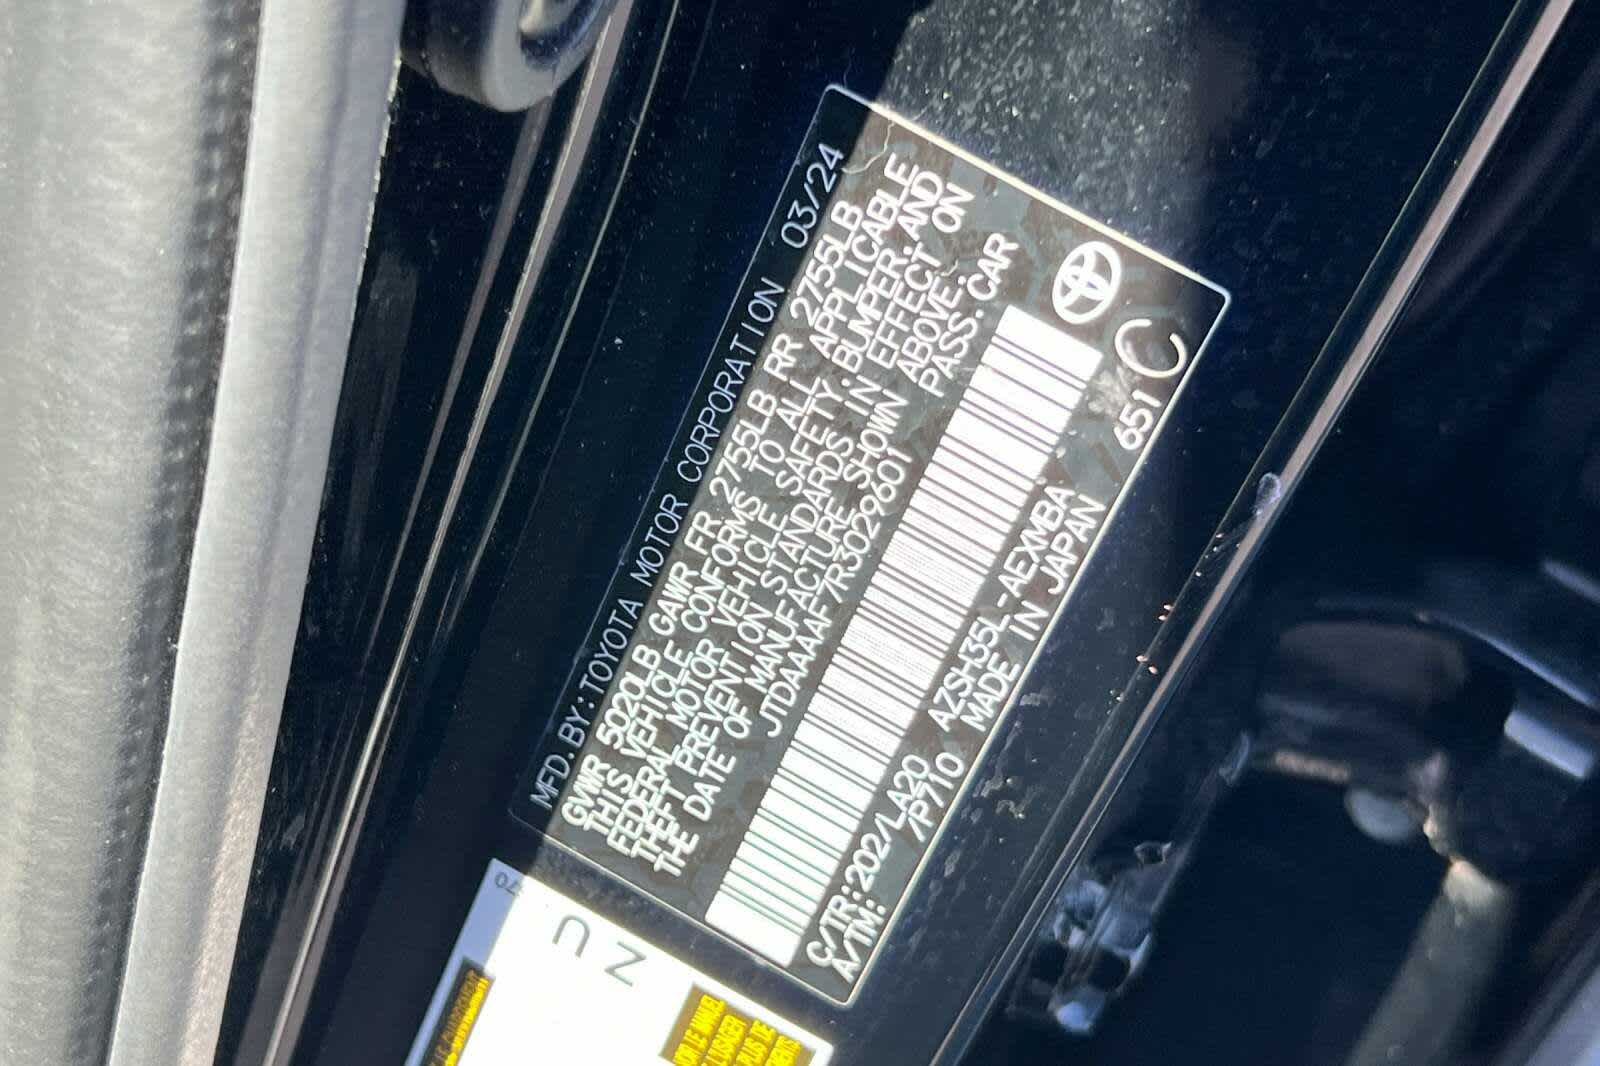 MFD.BY:TOYOTA MOTOR CORPORATION 03/24
GVWR 5020LB GAWR FR 2755LB RR 2755LB
THIS VEHICLE CONFORMS TO ALL APPLICABLE
FEDERAL MOTOR VEHICLE SAFETY,BUMPER,AND
THEFT PREVENTION STANDARDS IN EFFECT ON
THE DATE OF MANUFACTURE SHOWN ABOVE.
JTDAAAAF7R3029601 PASS.CAR
C/TR:202/LA20 AZSH35L-AEXMBA
A/TM: /P710 MADE IN JAPAN
651 C
70
U
N